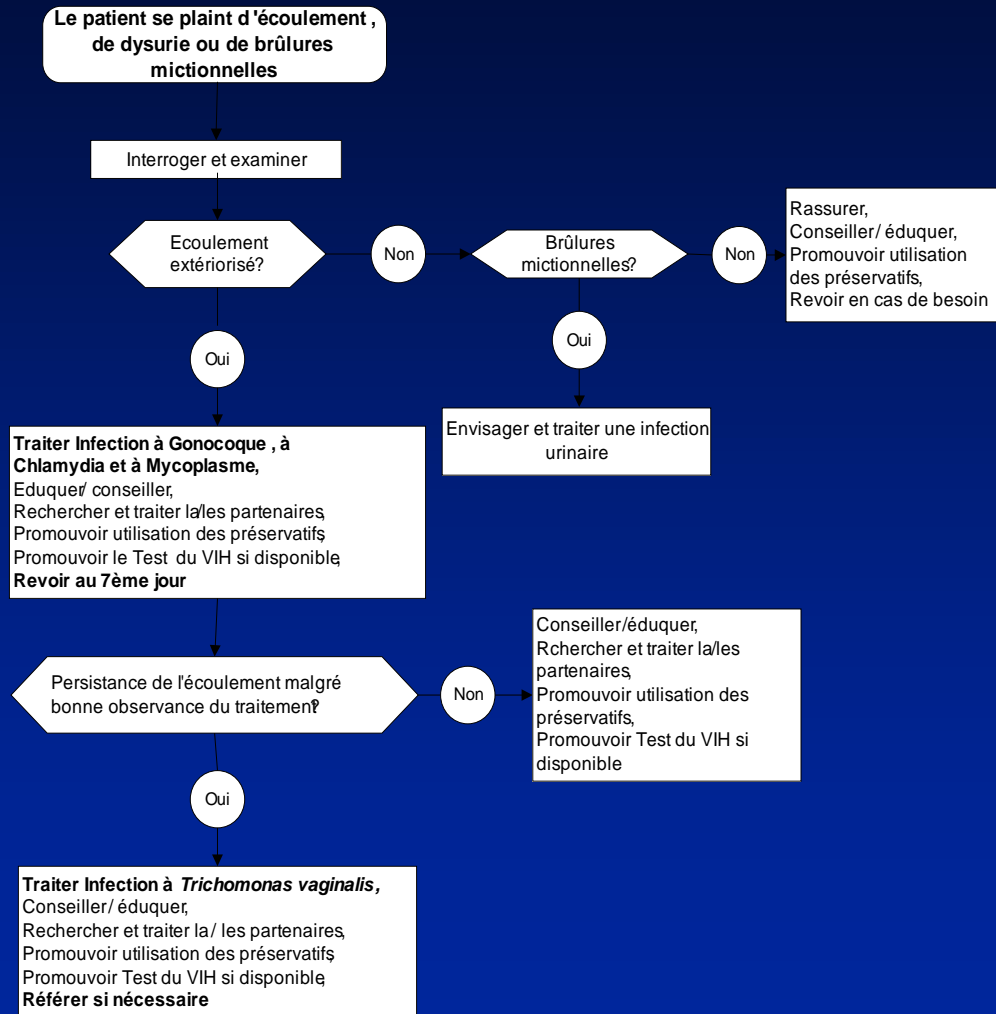 Le patient se plaint d'écoulement,
de dysurie ou de brûlures
mictionnelles
Interroger et examiner
Ecoulement
extériorisé?
Non
Brûlures
mictionnelles?
Non
Rassurer,
Conseiller/ éduquer,
Promouvoir utilisation
des préservatifs,
Revoir en cas de besoin
Oui
Oui
Envisager et traiter une infection
urinaire
Traiter Infection à Gonocoque , à
Chlamydia et à Mycoplasme,
Eduquer/ conseiller,
Rechercher et traiter la/les partenaires,
Promouvoir utilisation des préservatifs,
Promouvoir le Test du VIH si disponible,
Revoir au 7ème jour
Persistance de l'écoulement malgré
bonne observance du traitement?
Non
Conseiller/éduquer,
Rchercher et traiter la/les
partenaires,
Promouvoir utilisation des
préservatifs,
Promouvoir Test du VIH si
disponible
Oui
Traiter Infection à Trichomonas vaginalis,
Conseiller/ éduquer,
Rechercher et traiter la/ les partenaires,
Promouvoir utilisation des préservatifs,
Promouvoir Test du VIH si disponible,
Référer si nécessaire